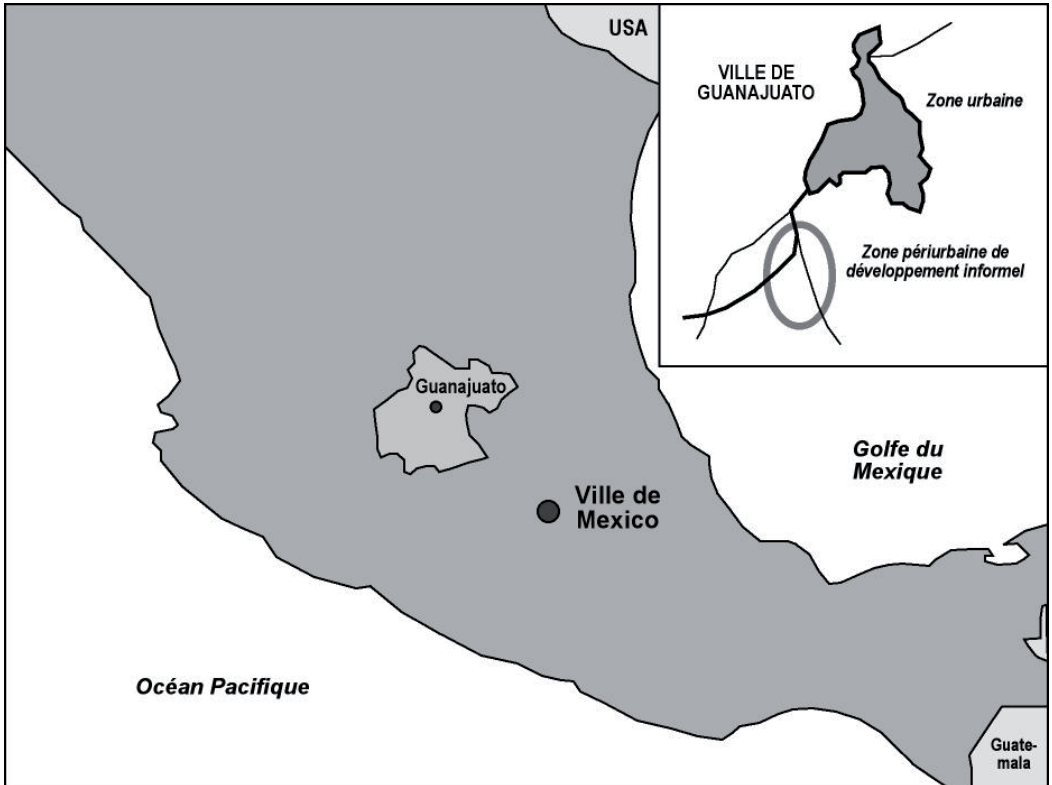 USA
VILLE DE
GUANAJUATO
Zone urbaine
Zone périurbaine de
développement informel
Guanajuato
Golfe du
Mexique
Ville de
Mexico
Océan Pacifique
Guate-
mala